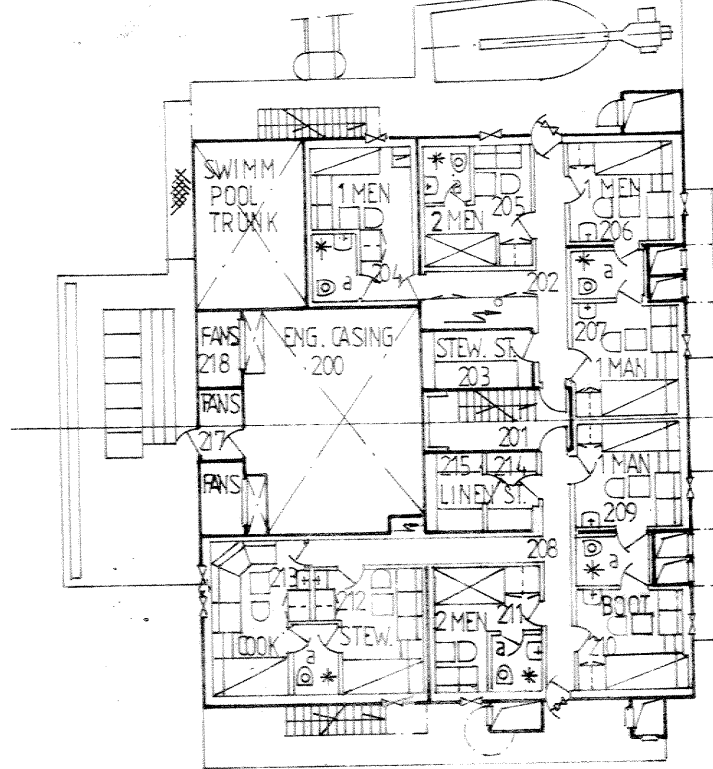 SWIMM
POOL
TRUNK
1 MEN
204
a
2 MEN
205
a
1 MEN
206
a
202
207
1 MAN
FANS
218
ENG. CASING
200
STEW. ST.
203
FANS
217
FANS
201
215
214
LINEN ST.
1 MAN
209
a
208
213
COOK
212
STEW.
a
2 MEN
211
a
BOOT.
210